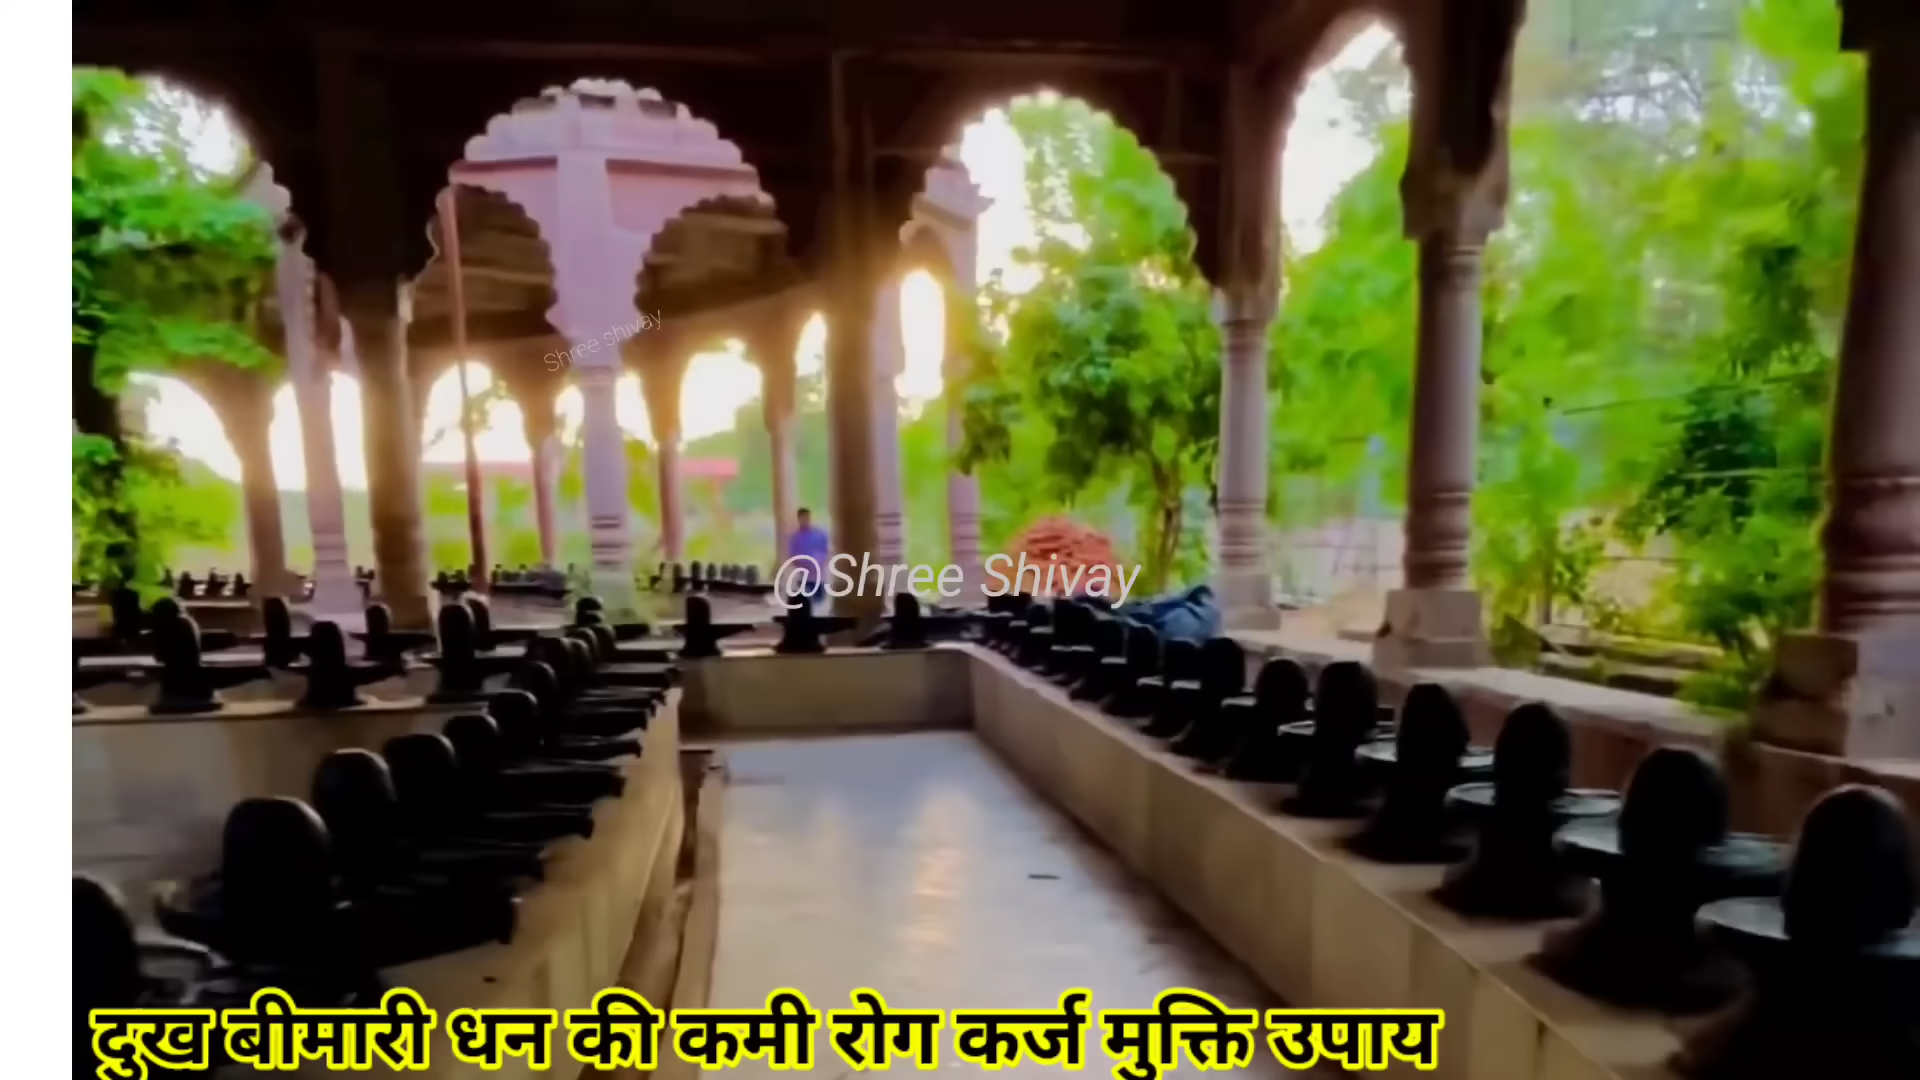 Shree shivay
@Shree Shivay
दुख बीमारी धन की कमी रोग कर्ज मुक्ति उपाय